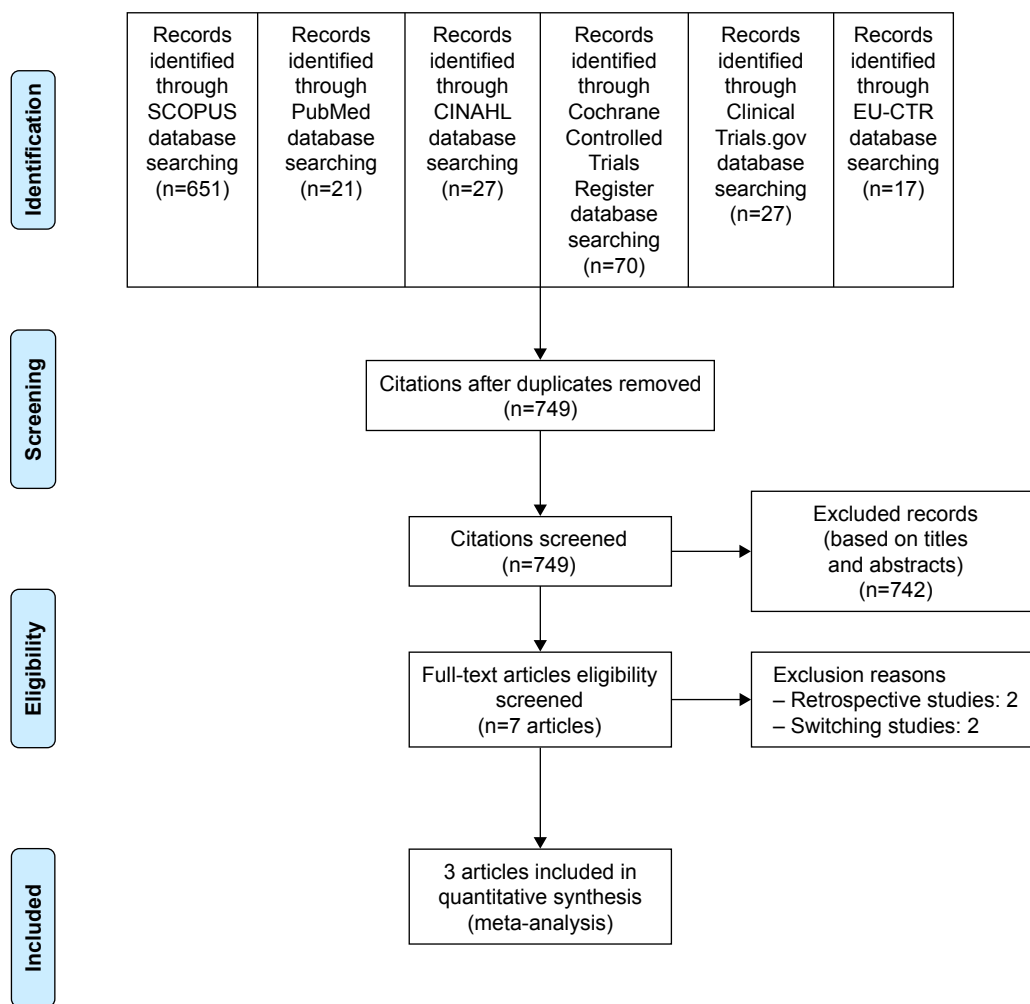 Identification
Records
identified
through
SCOPUS
database
searching
(n=651)
Records
identified
through
PubMed
database
searching
(n=21)
Records
identified
through
CINAHL
database
searching
(n=27)
Records
identified
through
Cochrane
Controlled
Trials
Register
database
searching
(n=70)
Records
identified
through
Clinical
Trials.gov
database
searching
(n=27)
Records
identified
through
EU-CTR
database
searching
(n=17)
Screening
Citations after duplicates removed
(n=749)
Citations screened
(n=749)
Excluded records
(based on titles
and abstracts)
(n=742)
Eligibility
Full-text articles eligibility
screened
(n=7 articles)
Exclusion reasons
– Retrospective studies: 2
– Switching studies: 2
Included
3 articles included in
quantitative synthesis
(meta-analysis)